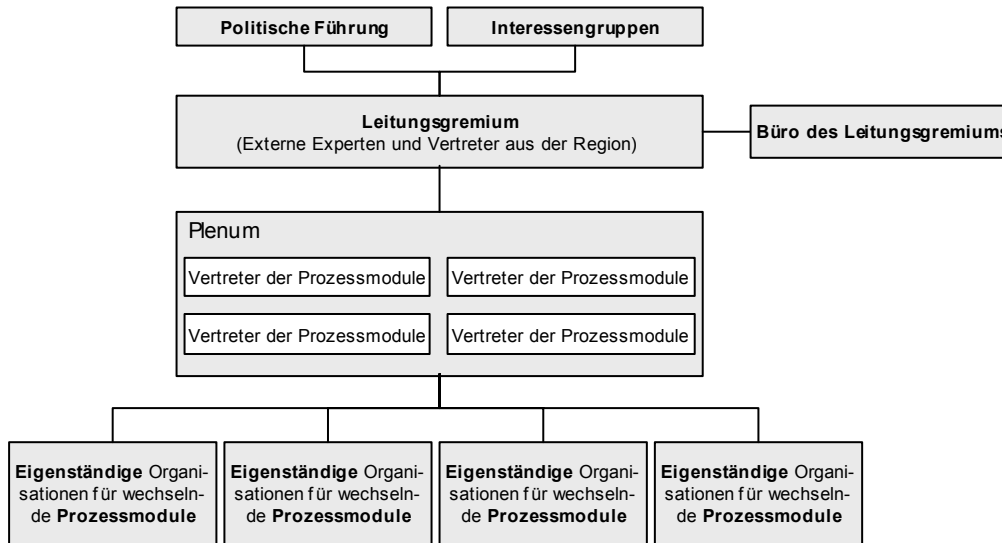 Politische Führung
Interessengruppen
Leitungsgremium
(Externe Experten und Vertreter aus der Region)
Büro des Leitungsgremiums
Plenum
Vertreter der Prozessmodule
Vertreter der Prozessmodule
Vertreter der Prozessmodule
Vertreter der Prozessmodule
Eigenständige Organi-
sationen für wechseln-
de Prozessmodule
Eigenständige Organi-
sationen für wechseln-
de Prozessmodule
Eigenständige Organi-
sationen für wechseln-
de Prozessmodule
Eigenständige Organi-
sationen für wechseln-
de Prozessmodule